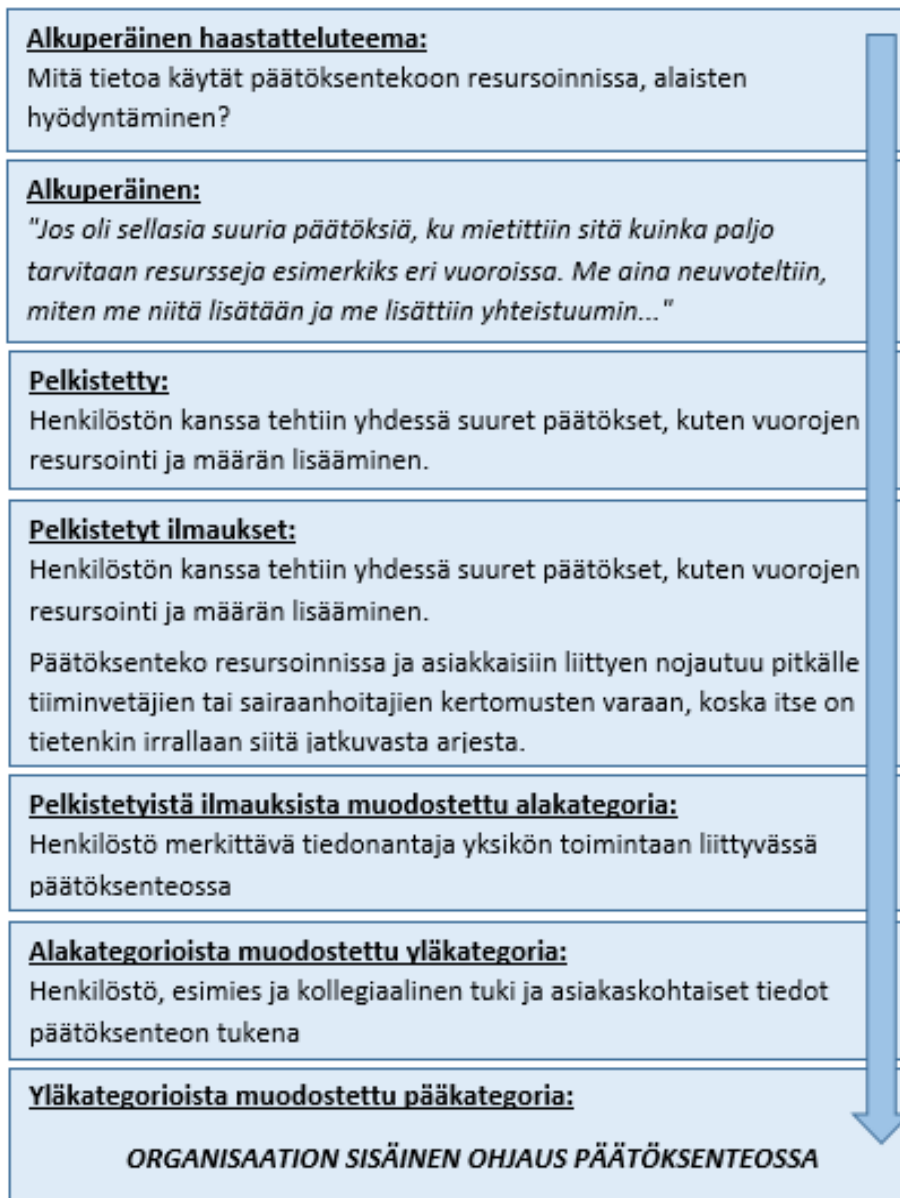 Alkuperäinen haastatteluteema:
Mitä tietoa käytät päätöksentekoon resursoinnissa, alaisten
hyödyntäminen?
Alkuperäinen:
"Jos oli sellasia suuria päätöksiä, ku mietittiin sitä kuinka paljo
tarvitaan resursseja esimerkiks eri vuoroissa. Me aina neuvoteltiin,
miten me niitä lisätään ja me lisättiin yhteistuumin..."
Pelkistetty:
Henkilöstön kanssa tehtiin yhdessä suuret päätökset, kuten vuorojen
resursointi ja määrän lisääminen.
Pelkistetyt ilmaukset:
Henkilöstön kanssa tehtiin yhdessä suuret päätökset, kuten vuorojen
resursointi ja määrän lisääminen.
Päätöksenteko resursoinnissa ja asiakkaisiin liittyen nojautuu pitkälle
tiiminvetäjien tai sairaanhoitajien kertomusten varaan, koska itse on
tietenkin irrallaan siitä jatkuvasta arjesta.
Pelkistetyistä ilmauksista muodostettu alakategoria:
Henkilöstö merkittävä tiedonantaja yksikön toimintaan liittyvässä
päätöksenteossa
Alakategorioista muodostettu yläkategoria:
Henkilöstö, esimies ja kollegiaalinen tuki ja asiakaskohtaiset tiedot
päätöksenteon tukena
Yläkategorioista muodostettu pääkategoria:
ORGANISAATION SISÄINEN OHJAUS PÄÄTÖKSENTEOSSA